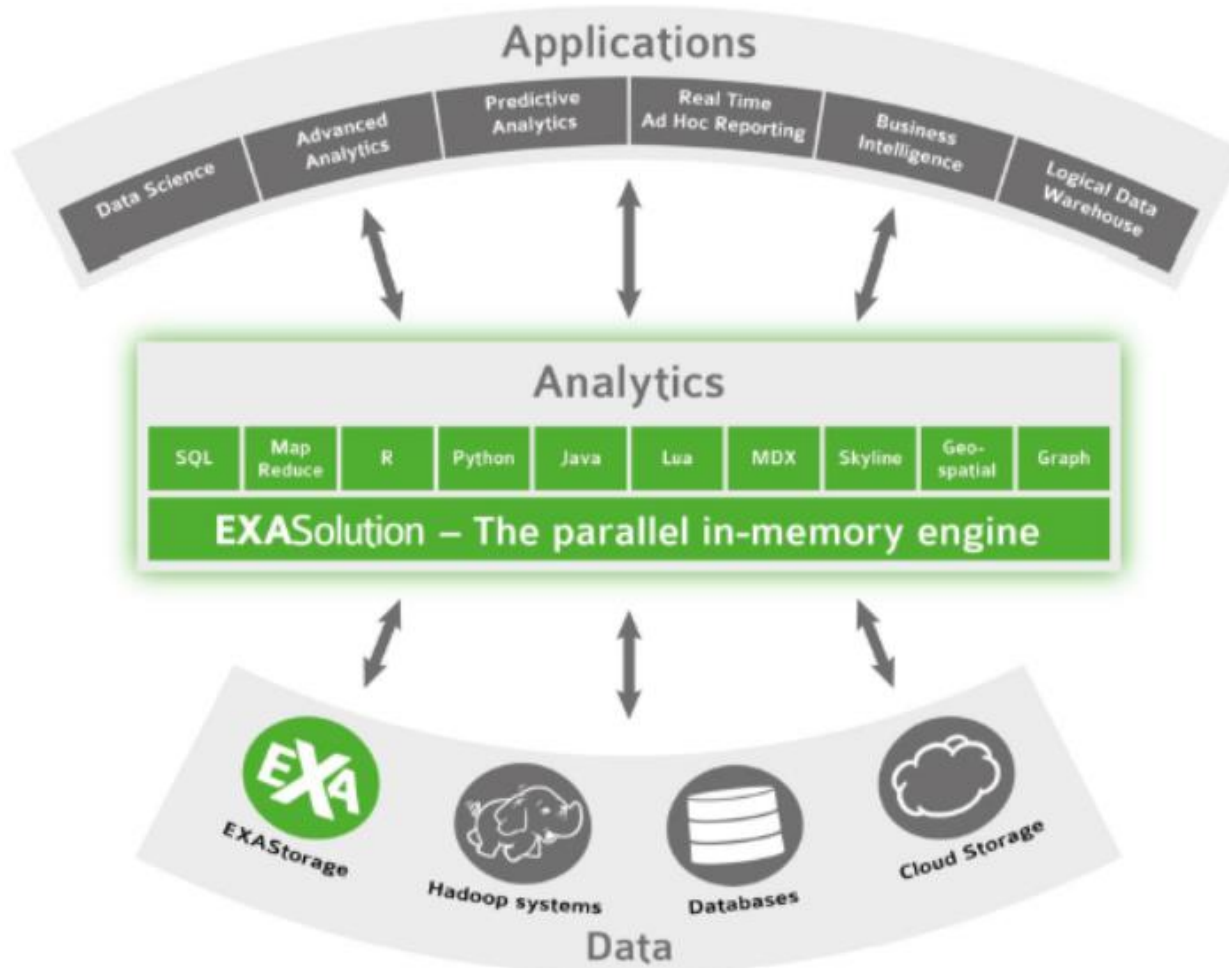 Applications
Data Science
Advanced
Analytics
Predictive
Analytics
Real Time
Ad Hoc Reporting
Business
Intelligence
Logical Data
Warehouse
Analytics
SQL
Map
Reduce
R
Python
Java
Lua
MDX
Skyline
Geo-
spatial
Graph
EXASolution – The parallel in-memory engine
EXA
EXAStorage
Hadoop systems
Databases
Cloud Storage
Data